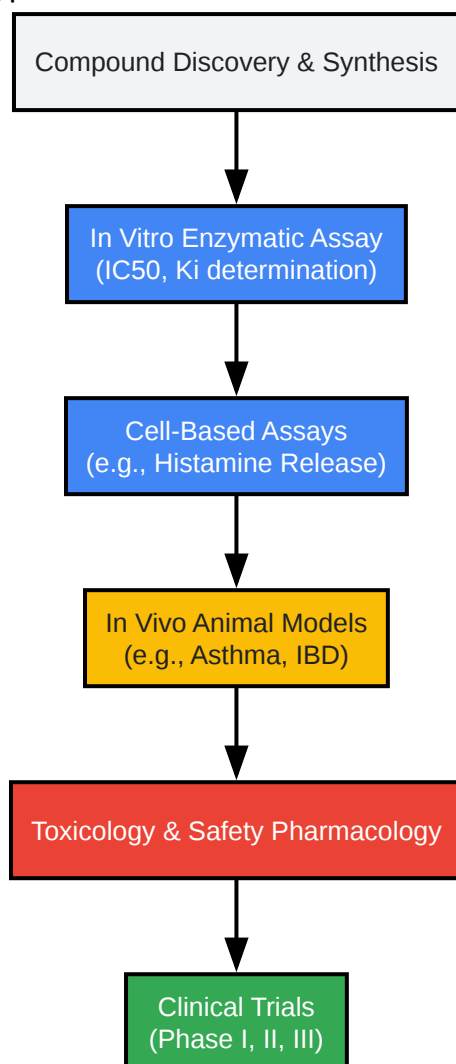 Compound Discovery & Synthesis
In Vitro Enzymatic Assay
(IC50, Ki determination)
Cell-Based Assays
(e.g., Histamine Release)
In Vivo Animal Models
(e.g., Asthma, IBD)
Toxicology & Safety Pharmacology
Clinical Trials
(Phase I, II, III)